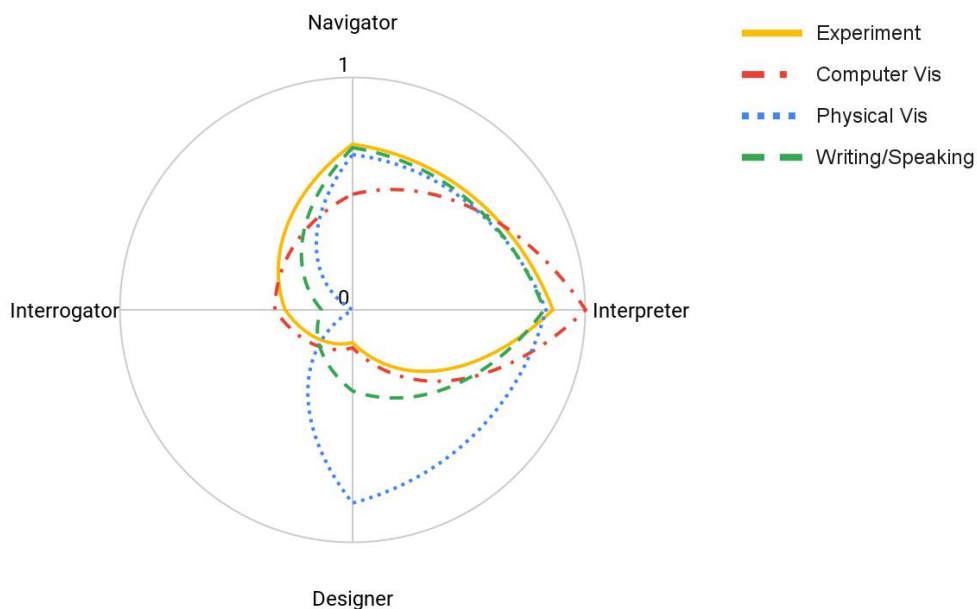 Navigator
1
0
Interrogator
Interpreter
Designer
Experiment
Computer Vis
Physical Vis
Writing/Speaking